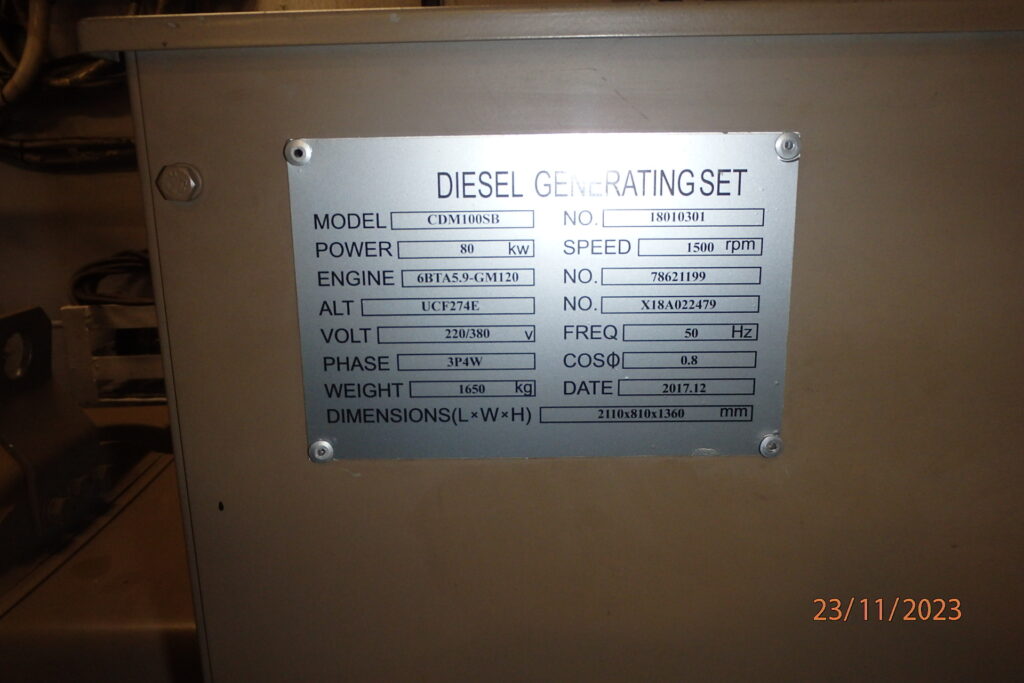 DIESEL GENERATING SET
MODEL CDM100SB NO. 18010301
POWER 80 kw SPEED 1500 rpm
ENGINE 6BTA5.9-GM120 NO. 78621199
ALT UCF274E NO. X18A022479
VOLT 220/380 v FREQ 50 Hz
PHASE 3P4W COSΦ 0.8
WEIGHT 1650 kg DATE 2017.12
DIMENSIONS(L×W×H) 2110x810x1360 mm
23/11/2023